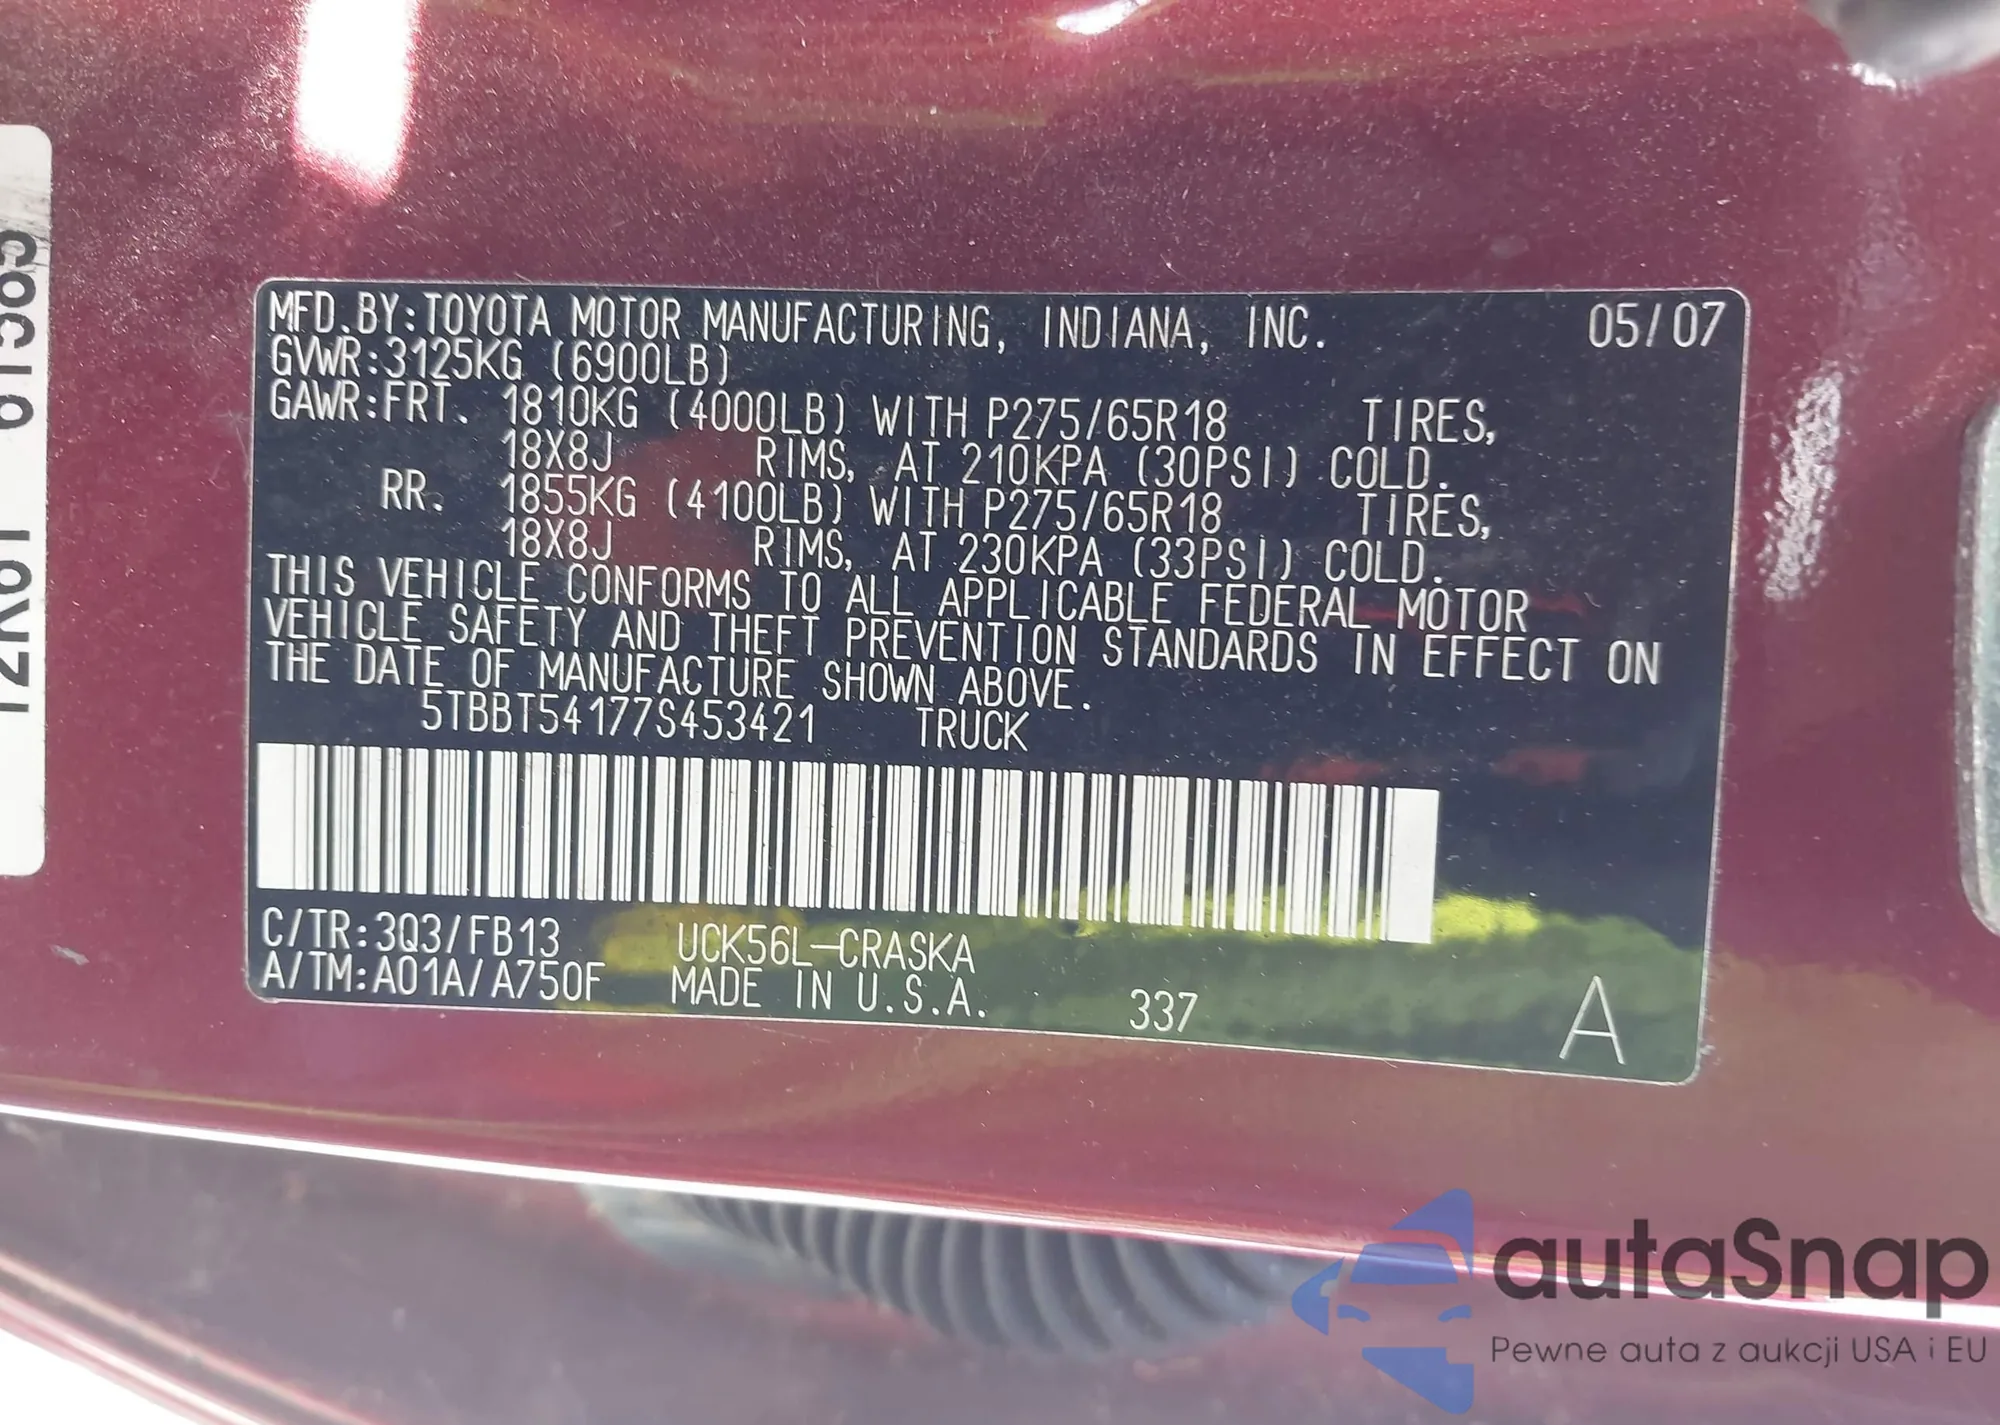 MFD.BY:TOYOTA MOTOR MANUFACTURING, INDIANA, INC. 05/07
GVWR:3125KG (6900LB)
GAWR:FRT. 1810KG (4000LB) WITH P275/65R18 TIRES,
18X8J RIMS, AT 210KPA (30PSI) COLD.
RR. 1855KG (4100LB) WITH P275/65R18 TIRES,
18X8J RIMS, AT 230KPA (33PSI) COLD.
THIS VEHICLE CONFORMS TO ALL APPLICABLE FEDERAL MOTOR
VEHICLE SAFETY AND THEFT PREVENTION STANDARDS IN EFFECT ON
THE DATE OF MANUFACTURE SHOWN ABOVE.
5TBBT54177S453421 TRUCK
C/TR:3Q3/FB13 UCK56L-CRASKA
A/TM:A01A/A750F MADE IN U.S.A. 337 A
autaSnap
Pewne auta z aukcji USA i EU